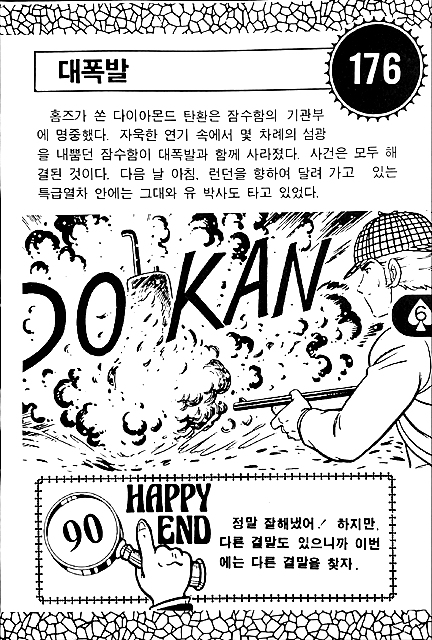 대폭발
176
홈즈가 쏜 다이아몬드 탄환은 잠수함의 기관부
에 명중했다. 자욱한 연기 속에서 몇 차례의 섬광
을 내뿜던 잠수함이 대폭발과 함께 사라졌다. 사건은 모두 해
결된 것이다. 다음 날 아침, 런던을 향하여 달려 가고 있는
특급열차 안에는 그대와 유 박사도 타고 있었다.
DO KAN
6
90
HAPPY
END
정말 잘해냈어! 하지만,
다른 결말도 있으니까 이번
에는 다른 결말을 찾자.